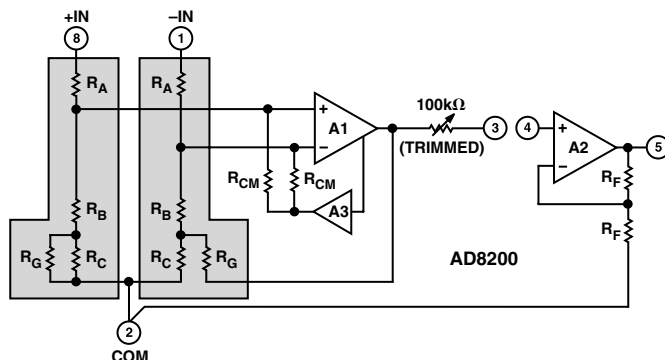 +IN
–IN
8
1
RA
RA
100kΩ
+
A1
–
3
4
+
A2
–
5
(TRIMMED)
RCM
RCM
RF
A3
RB
RB
RF
RG
RC
RC
RG
AD8200
2
COM